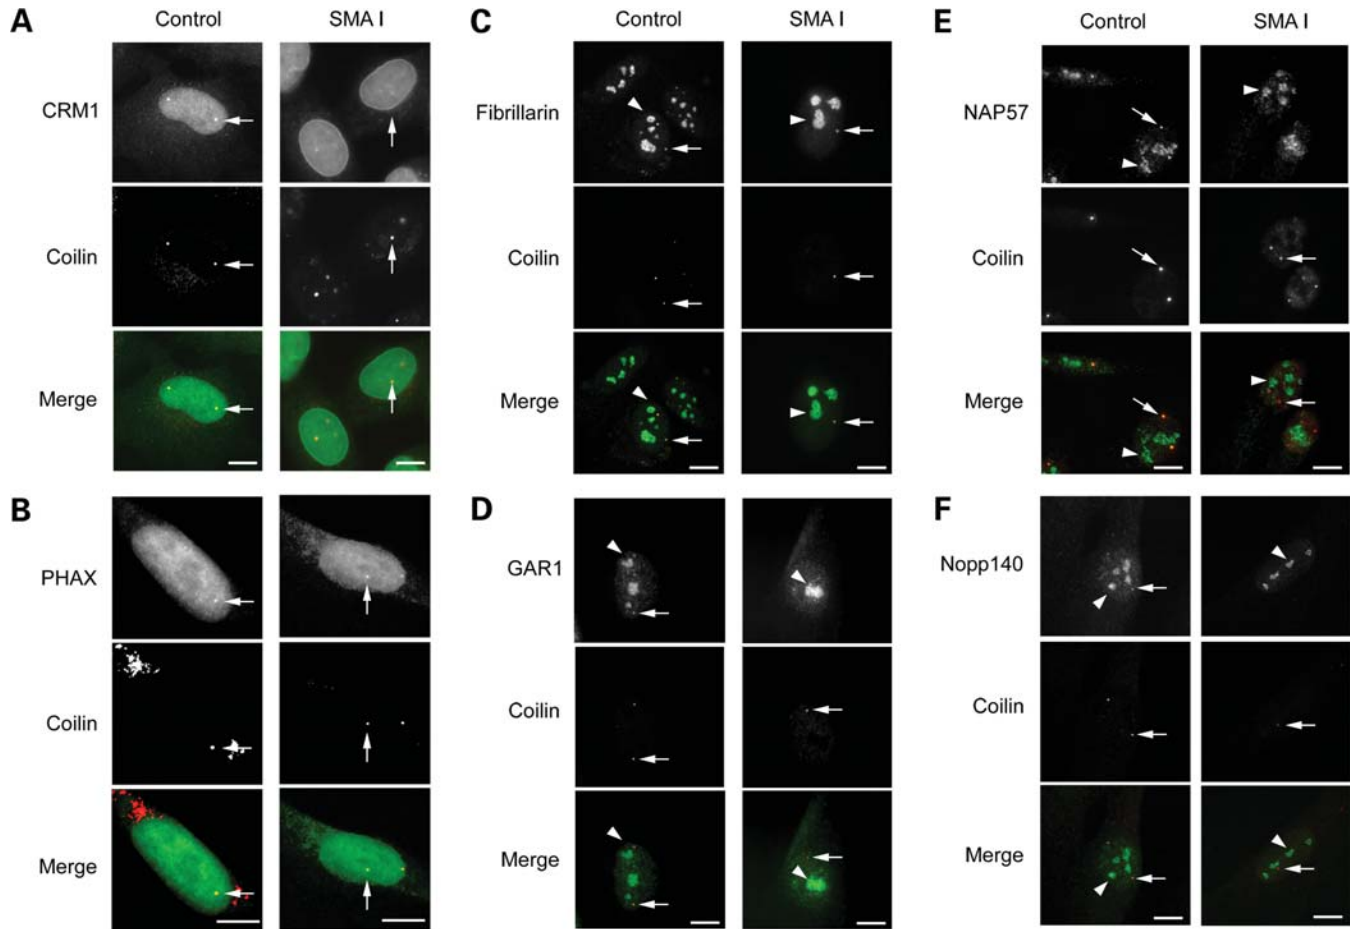 A
Control
SMA I
CRM1
Coilin
Merge
B
PHAX
Coilin
Merge
C
Control
SMA I
Fibrillarin
Coilin
Merge
D
GAR1
Coilin
Merge
E
Control
SMA I
NAP57
Coilin
Merge
F
Nopp140
Coilin
Merge